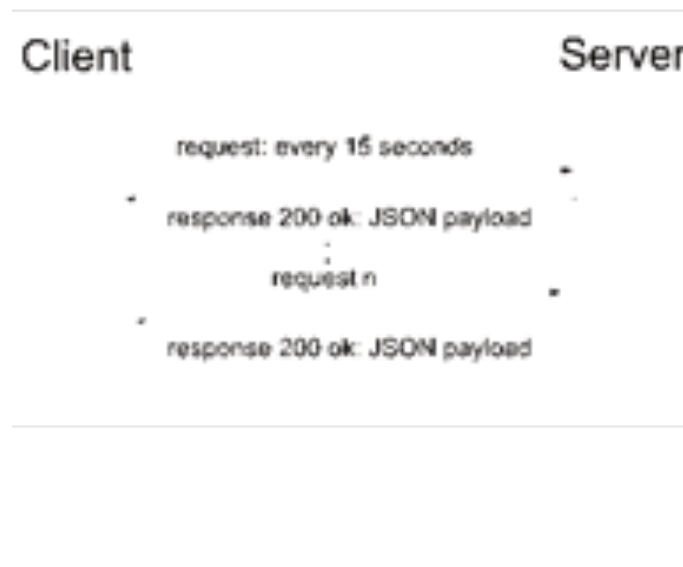 Client Server
request: every 15 seconds
response 200 ok: JSON payload
request n
response 200 ok: JSON payload